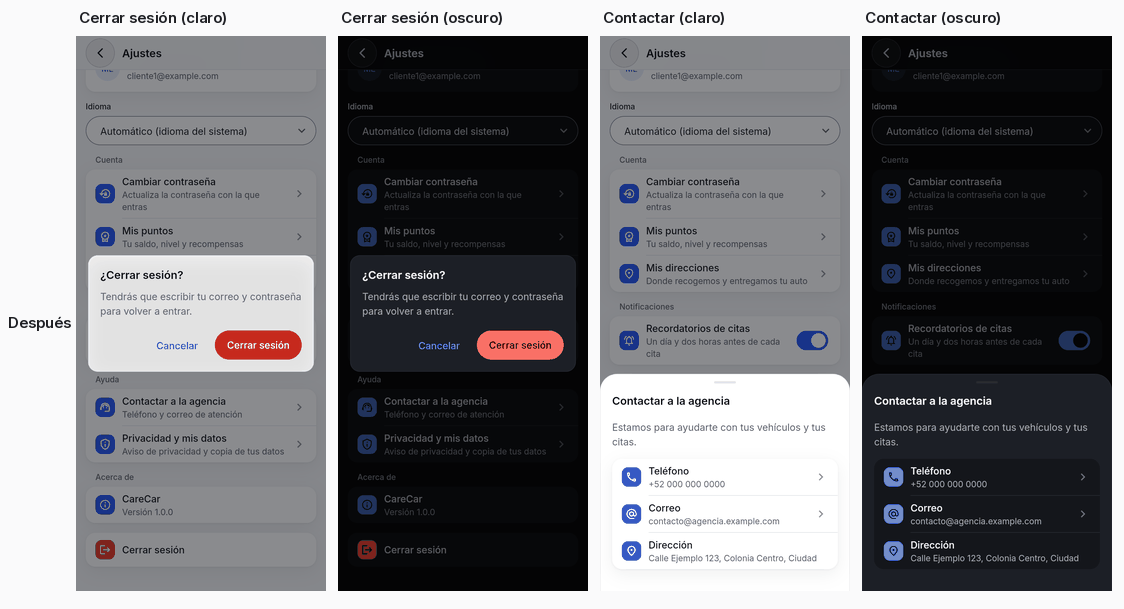 Cerrar sesión (claro)
Cerrar sesión (oscuro)
Contactar (claro)
Contactar (oscuro)
Después
Ajustes
cliente1@example.com
Idioma
Automático (idioma del sistema)
Cuenta
Cambiar contraseña
Actualiza la contraseña con la que
entras
Mis puntos
Tu saldo, nivel y recompensas
¿Cerrar sesión?
Tendrás que escribir tu correo y contraseña
para volver a entrar.
Cancelar
Cerrar sesión
Ayuda
Contactar a la agencia
Teléfono y correo de atención
Privacidad y mis datos
Aviso de privacidad y copia de tus datos
Acerca de
CareCar
Versión 1.0.0
Cerrar sesión
Ajustes
cliente1@example.com
Idioma
Automático (idioma del sistema)
Cuenta
Cambiar contraseña
Actualiza la contraseña con la que
entras
Mis puntos
Tu saldo, nivel y recompensas
¿Cerrar sesión?
Tendrás que escribir tu correo y contraseña
para volver a entrar.
Cancelar
Cerrar sesión
Ayuda
Contactar a la agencia
Teléfono y correo de atención
Privacidad y mis datos
Aviso de privacidad y copia de tus datos
Acerca de
CareCar
Versión 1.0.0
Cerrar sesión
Ajustes
cliente1@example.com
Idioma
Automático (idioma del sistema)
Cuenta
Cambiar contraseña
Actualiza la contraseña con la que
entras
Mis puntos
Tu saldo, nivel y recompensas
Mis direcciones
Donde recogemos y entregamos tu auto
Notificaciones
Recordatorios de citas
Un día y dos horas antes de cada
cita
Contactar a la agencia
Estamos para ayudarte con tus vehículos y tus
citas.
Teléfono
+52 000 000 0000
Correo
contacto@agencia.example.com
Dirección
Calle Ejemplo 123, Colonia Centro, Ciudad
Ajustes
cliente1@example.com
Idioma
Automático (idioma del sistema)
Cuenta
Cambiar contraseña
Actualiza la contraseña con la que
entras
Mis puntos
Tu saldo, nivel y recompensas
Mis direcciones
Donde recogemos y entregamos tu auto
Notificaciones
Recordatorios de citas
Un día y dos horas antes de cada
cita
Contactar a la agencia
Estamos para ayudarte con tus vehículos y tus
citas.
Teléfono
+52 000 000 0000
Correo
contacto@agencia.example.com
Dirección
Calle Ejemplo 123, Colonia Centro, Ciudad